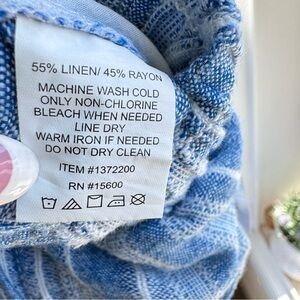 55% LINEN/ 45% RAYON
MACHINE WASH COLD
ONLY NON-CHLORINE
BLEACH WHEN NEEDED
LINE DRY
WARM IRON IF NEEDED
DO NOT DRY CLEAN
ITEM #1372200
RN #15600